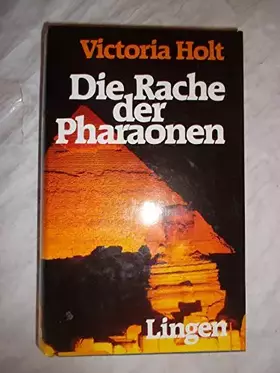 Victoria Holt
Die Rache
der
Pharaonen
Lingen